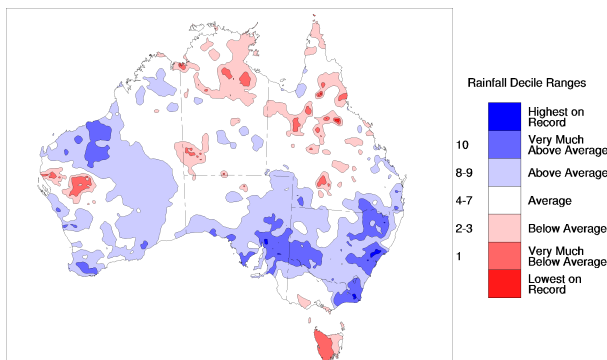 Rainfall Decile Ranges
Highest on
Record
10
Very Much
Above Average
8-9
Above Average
4-7
Average
2-3
Below Average
1
Very Much
Below Average
Lowest on
Record